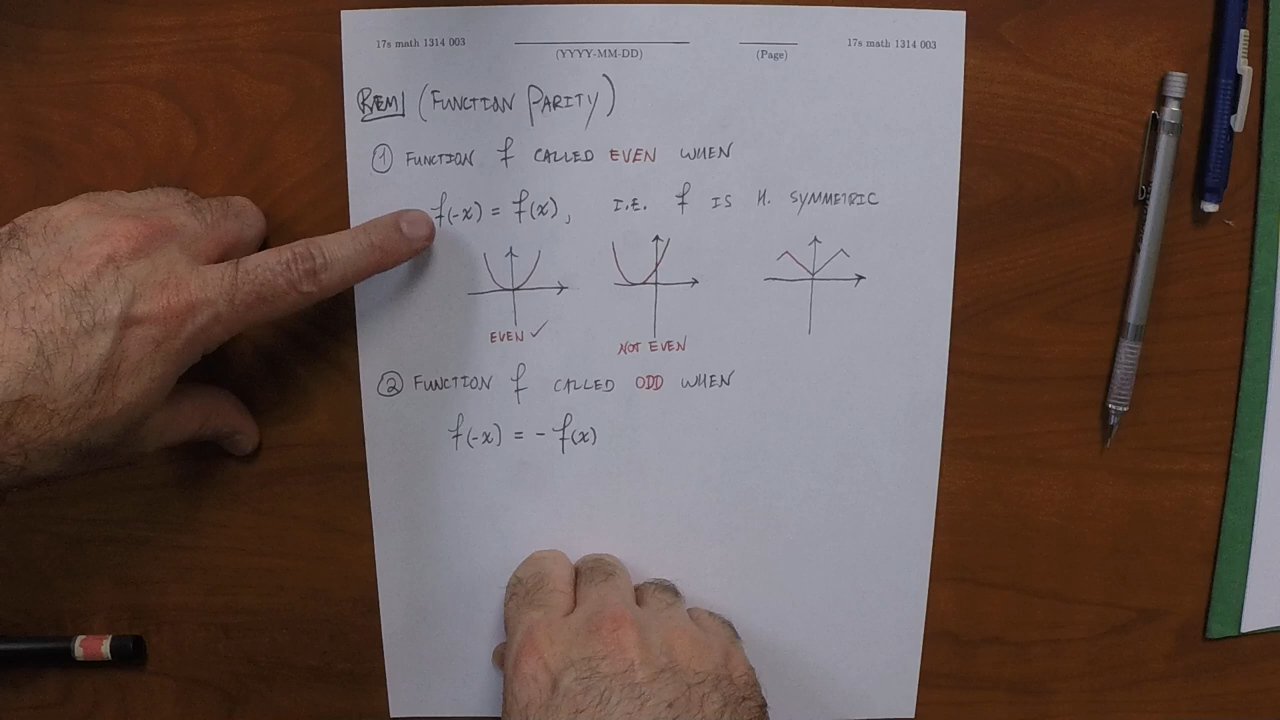 17s math 1314 003 (YYYY-MM-DD) (Page) 17s math 1314 003
REM (FUNCTION PARITY)
① FUNCTION f CALLED EVEN WHEN
f(-x) = f(x), I.E. f IS H. SYMMETRIC
EVEN ✓ NOT EVEN
② FUNCTION f CALLED ODD WHEN
f(-x) = - f(x)